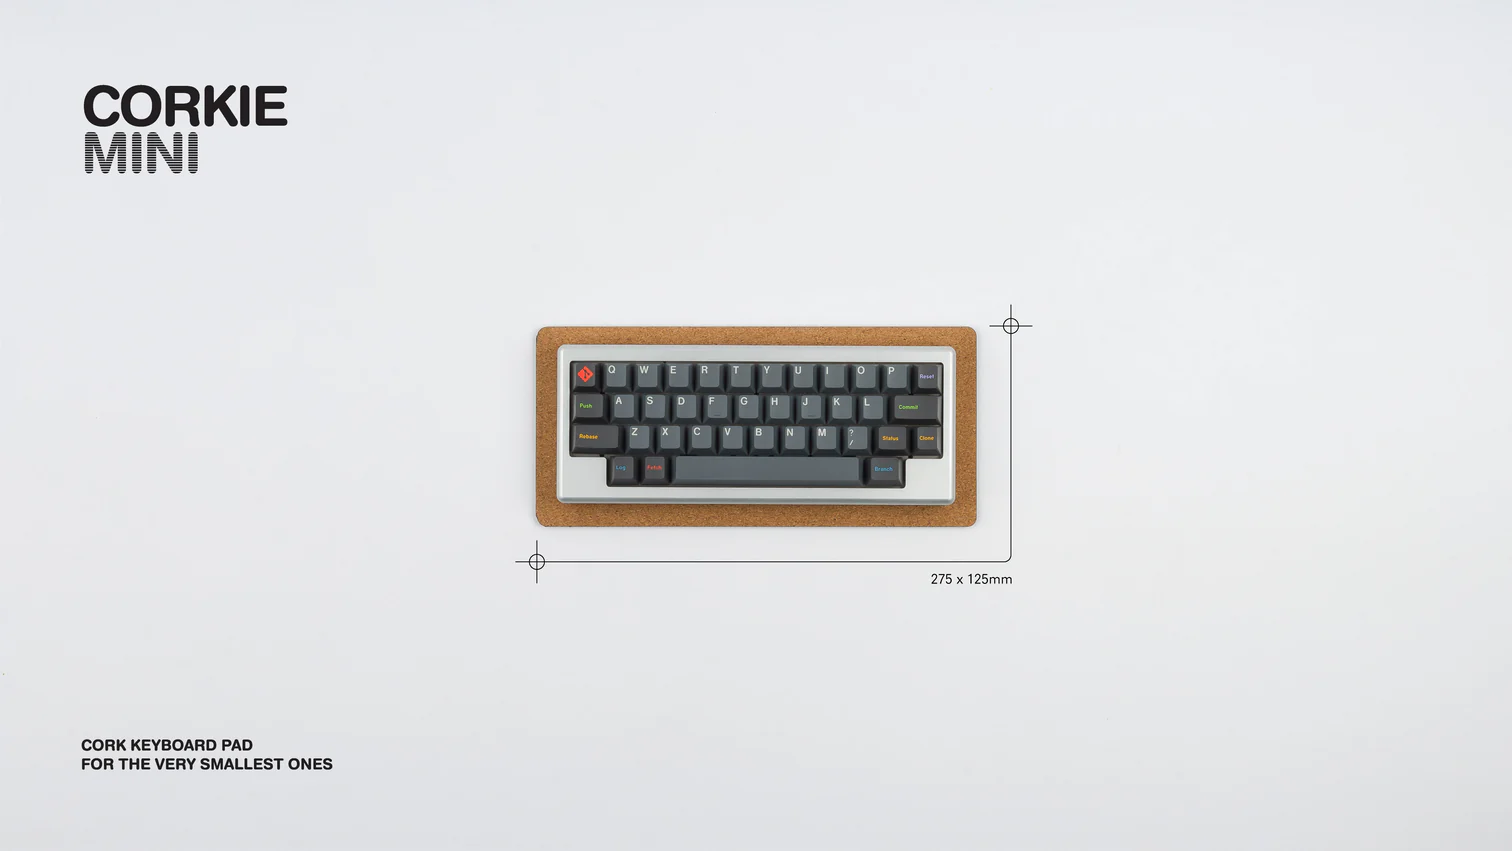 CORKIE
MINI
Q W E R T Y U I O P Reset
Push A S D F G H J K L Commit
Rebase Z X C V B N M ? / Status Clone
Log Fetch Branch
275 x 125mm
CORK KEYBOARD PAD
FOR THE VERY SMALLEST ONES